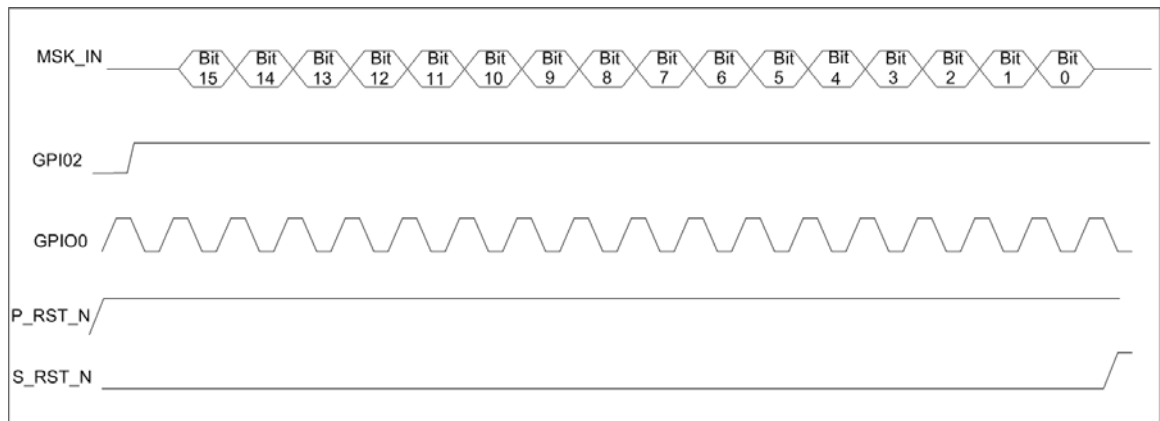 MSK_IN
Bit Bit Bit Bit Bit Bit Bit Bit Bit Bit Bit Bit Bit Bit Bit Bit
15 14 13 12 11 10 9 8 7 6 5 4 3 2 1 0
GPI02
GPIO0
P_RST_N
S_RST_N